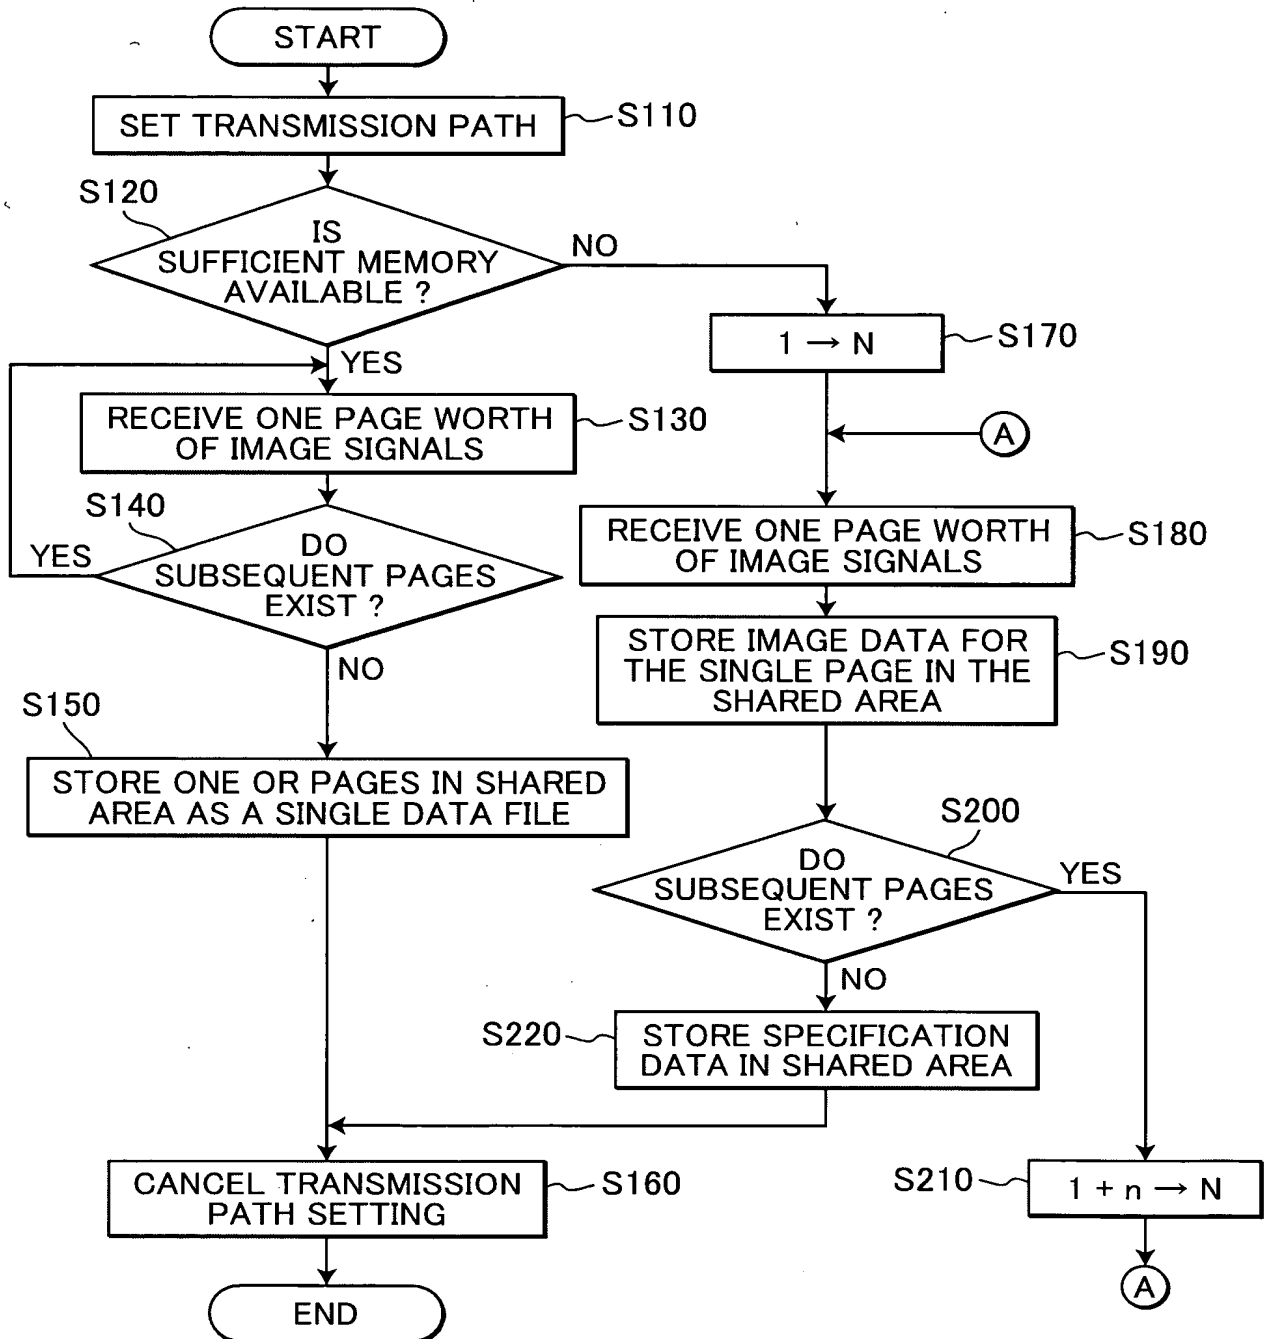 START
SET TRANSMISSION PATH
S110
S120
IS
SUFFICIENT MEMORY
AVAILABLE ?
NO
YES
1 → N
S170
RECEIVE ONE PAGE WORTH
OF IMAGE SIGNALS
S130
A
S140
DO
SUBSEQUENT PAGES
EXIST ?
YES
NO
RECEIVE ONE PAGE WORTH
OF IMAGE SIGNALS
S180
STORE IMAGE DATA FOR
THE SINGLE PAGE IN THE
SHARED AREA
S190
S150
STORE ONE OR PAGES IN SHARED
AREA AS A SINGLE DATA FILE
S200
DO
SUBSEQUENT PAGES
EXIST ?
YES
NO
S220
STORE SPECIFICATION
DATA IN SHARED AREA
CANCEL TRANSMISSION
PATH SETTING
S160
S210
1 + n → N
A
END